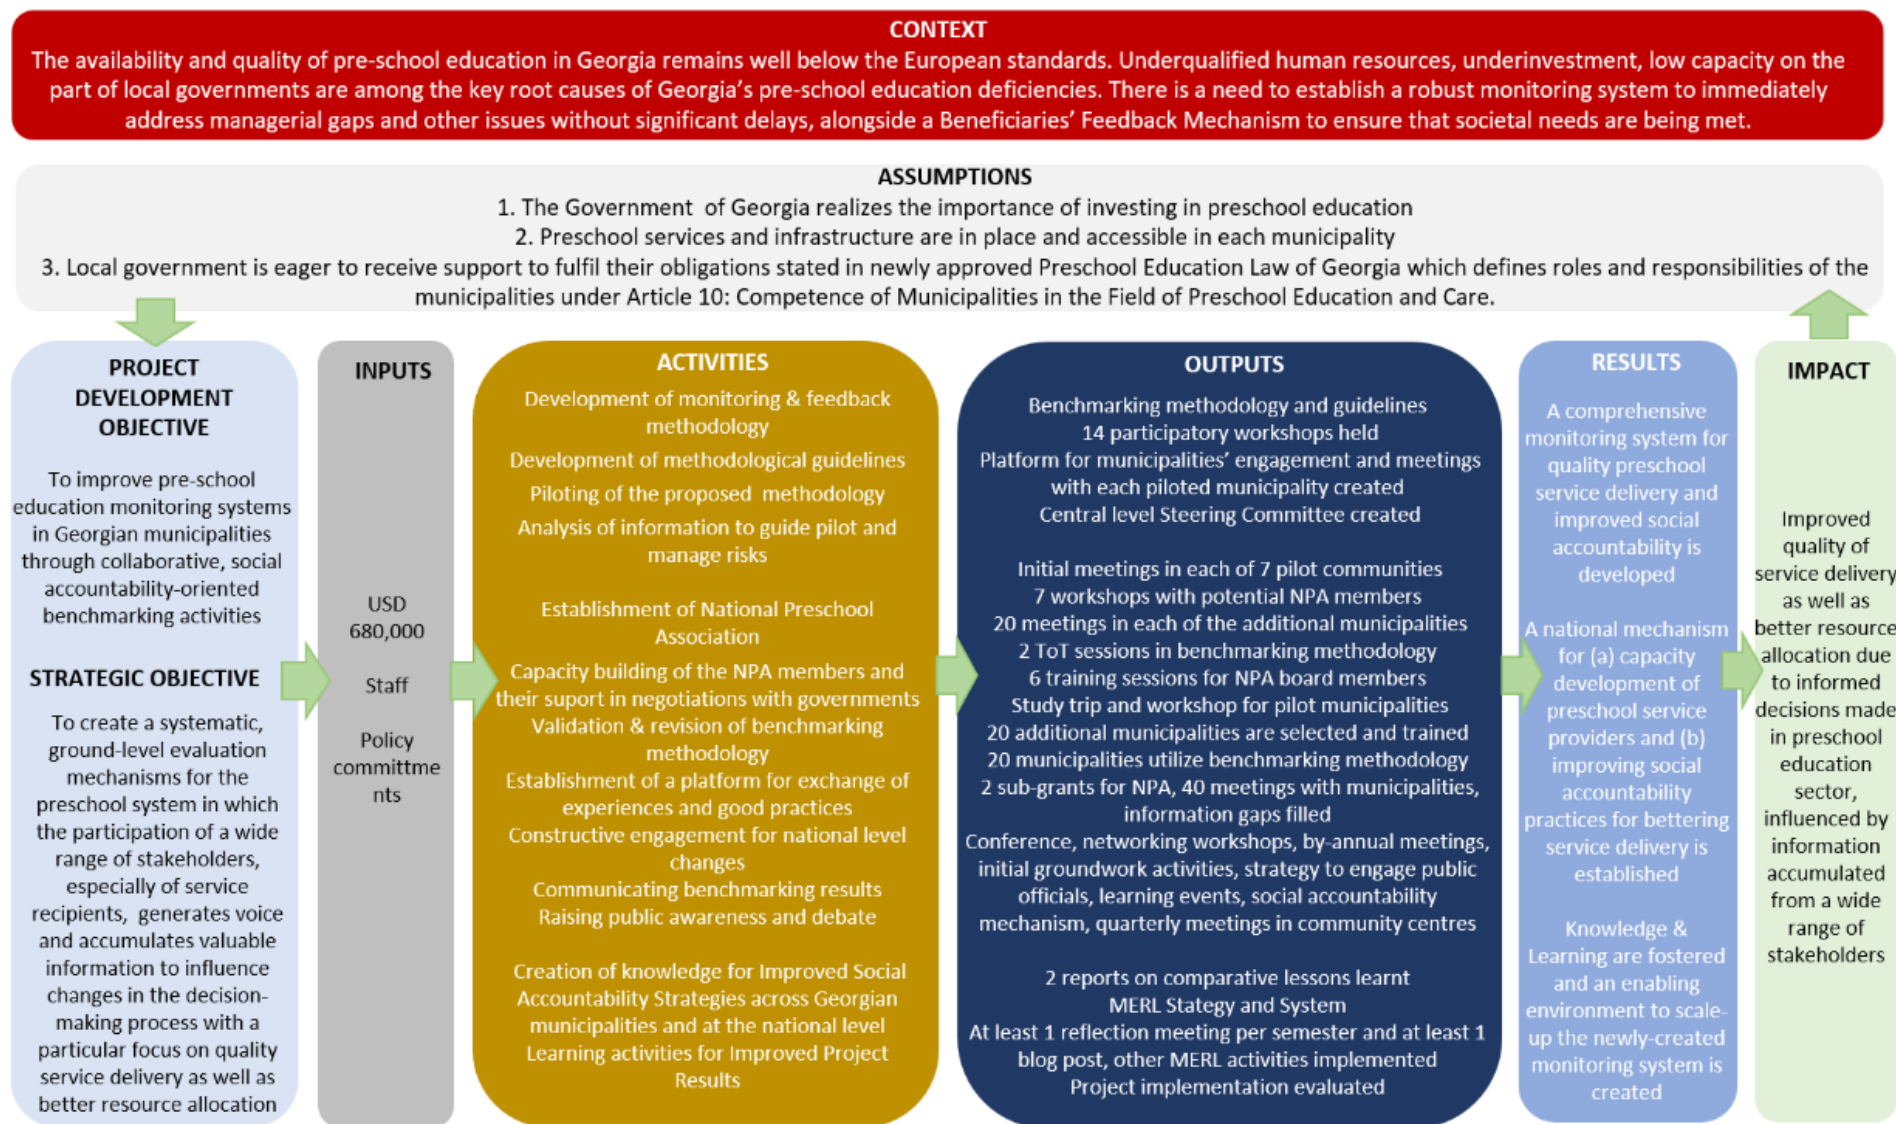 CONTEXT
The availability and quality of pre-school education in Georgia remains well below the European standards. Underqualified human resources, underinvestment, low capacity on the
part of local governments are among the key root causes of Georgia's pre-school education deficiencies. There is a need to establish a robust monitoring system to immediately
address managerial gaps and other issues without significant delays, alongside a Beneficiaries' Feedback Mechanism to ensure that societal needs are being met.
ASSUMPTIONS
1. The Government of Georgia realizes the importance of investing in preschool education
2. Preschool services and infrastructure are in place and accessible in each municipality
3. Local government is eager to receive support to fulfil their obligations stated in newly approved Preschool Education Law of Georgia which defines roles and responsibilities of the
municipalities under Article 10: Competence of Municipalities in the Field of Preschool Education and Care.
PROJECT
DEVELOPMENT
OBJECTIVE
To improve pre-school
education monitoring systems
in Georgian municipalities
through collaborative, social
accountability-oriented
benchmarking activities
STRATEGIC OBJECTIVE
To create a systematic,
ground-level evaluation
mechanisms for the
preschool system in which
the participation of a wide
range of stakeholders,
especially of service
recipients, generates voice
and accumulates valuable
information to influence
changes in the decision-
making process with a
particular focus on quality
service delivery as well as
better resource allocation
INPUTS
USD
680,000
Staff
Policy
committme
nts
ACTIVITIES
Development of monitoring & feedback
methodology
Development of methodological guidelines
Piloting of the proposed methodology
Analysis of information to guide pilot and
manage risks
Establishment of National Preschool
Association
Capacity building of the NPA members and
their suport in negotiations with governments
Validation & revision of benchmarking
methodology
Establishment of a platform for exchange of
experiences and good practices
Constructive engagement for national level
changes
Communicating benchmarking results
Raising public awareness and debate
Creation of knowledge for Improved Social
Accountability Strategies across Georgian
municipalities and at the national level
Learning activities for Improved Project
Results
OUTPUTS
Benchmarking methodology and guidelines
14 participatory workshops held
Platform for municipalities' engagement and meetings
with each piloted municipality created
Central level Steering Committee created
Initial meetings in each of 7 pilot communities
7 workshops with potential NPA members
20 meetings in each of the additional municipalities
2 ToT sessions in benchmarking methodology
6 training sessions for NPA board members
Study trip and workshop for pilot municipalities
20 additional municipalities are selected and trained
20 municipalities utilize benchmarking methodology
2 sub-grants for NPA, 40 meetings with municipalities,
information gaps filled
Conference, networking workshops, by-annual meetings,
initial groundwork activities, strategy to engage public
officials, learning events, social accountability
mechanism, quarterly meetings in community centres
2 reports on comparative lessons learnt
MERL Stategy and System
At least 1 reflection meeting per semester and at least 1
blog post, other MERL activities implemented
Project implementation evaluated
RESULTS
A comprehensive
monitoring system for
quality preschool
service delivery and
improved social
accountability is
developed
A national mechanism
for (a) capacity
development of
preschool service
providers and (b)
improving social
accountability
practices for bettering
service delivery is
established
Knowledge &
Learning are fostered
and an enabling
environment to scale-
up the newly-created
monitoring system is
created
IMPACT
Improved
quality of
service delivery
as well as
better resource
allocation due
to informed
decisions made
in preschool
education
sector,
influenced by
information
accumulated
from a wide
range of
stakeholders